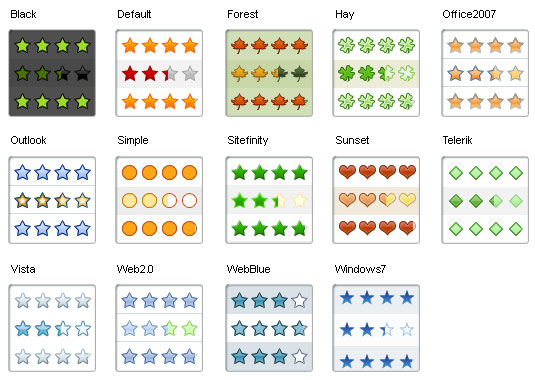 Black Default Forest Hay Office2007
Outlook Simple Sitefinity Sunset Telerik
Vista Web2.0 WebBlue Windows7